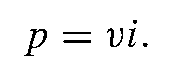 p = vi.